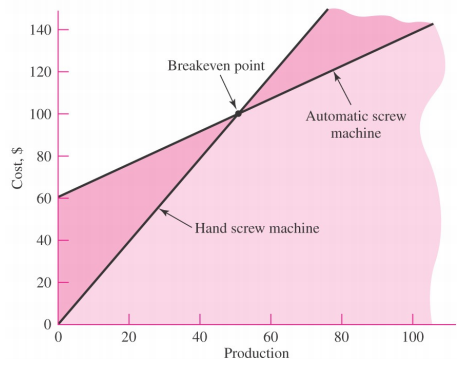 140
120
100
80
60
40
20
0
Cost, $
Breakeven point
Automatic screw
machine
Hand screw machine
0
20
40
60
80
100
Production